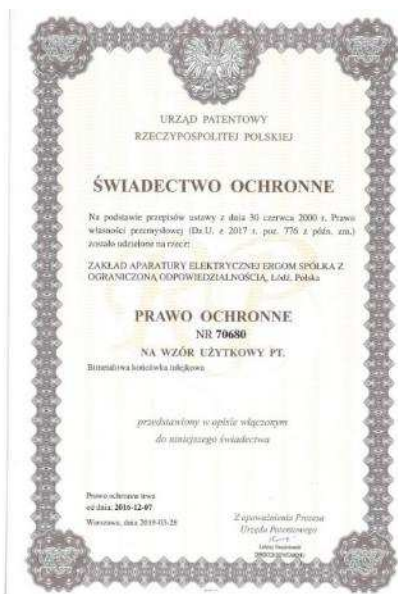 URZĄD PATENTOWY
RZECZYPOSPOLITEJ POLSKIEJ
ŚWIADECTWO OCHRONNE
Na podstawie przepisów ustawy z dnia 30 czerwca 2000 r. Prawo
własności przemysłowej (Dz.U. z 2017 r. poz. 776 z późn. zm.)
zostało udzielone na rzecz:
ZAKŁAD APARATURY ELEKTRYCZNEJ ERGOM SPÓŁKA Z
OGRANICZONĄ ODPOWIEDZIALNOŚCIĄ, Łódź, Polska
PRAWO OCHRONNE
NR 70680
NA WZÓR UŻYTKOWY PT.
Bimetalowa końcówka tulejkowa
przedstawiony w opisie włączonym
do niniejszego świadectwa
Prawo ochronne trwa
od dnia: 2016-12-07
Warszawa, dnia
Z upoważnienia Prezesa
Urzędu Patentowego